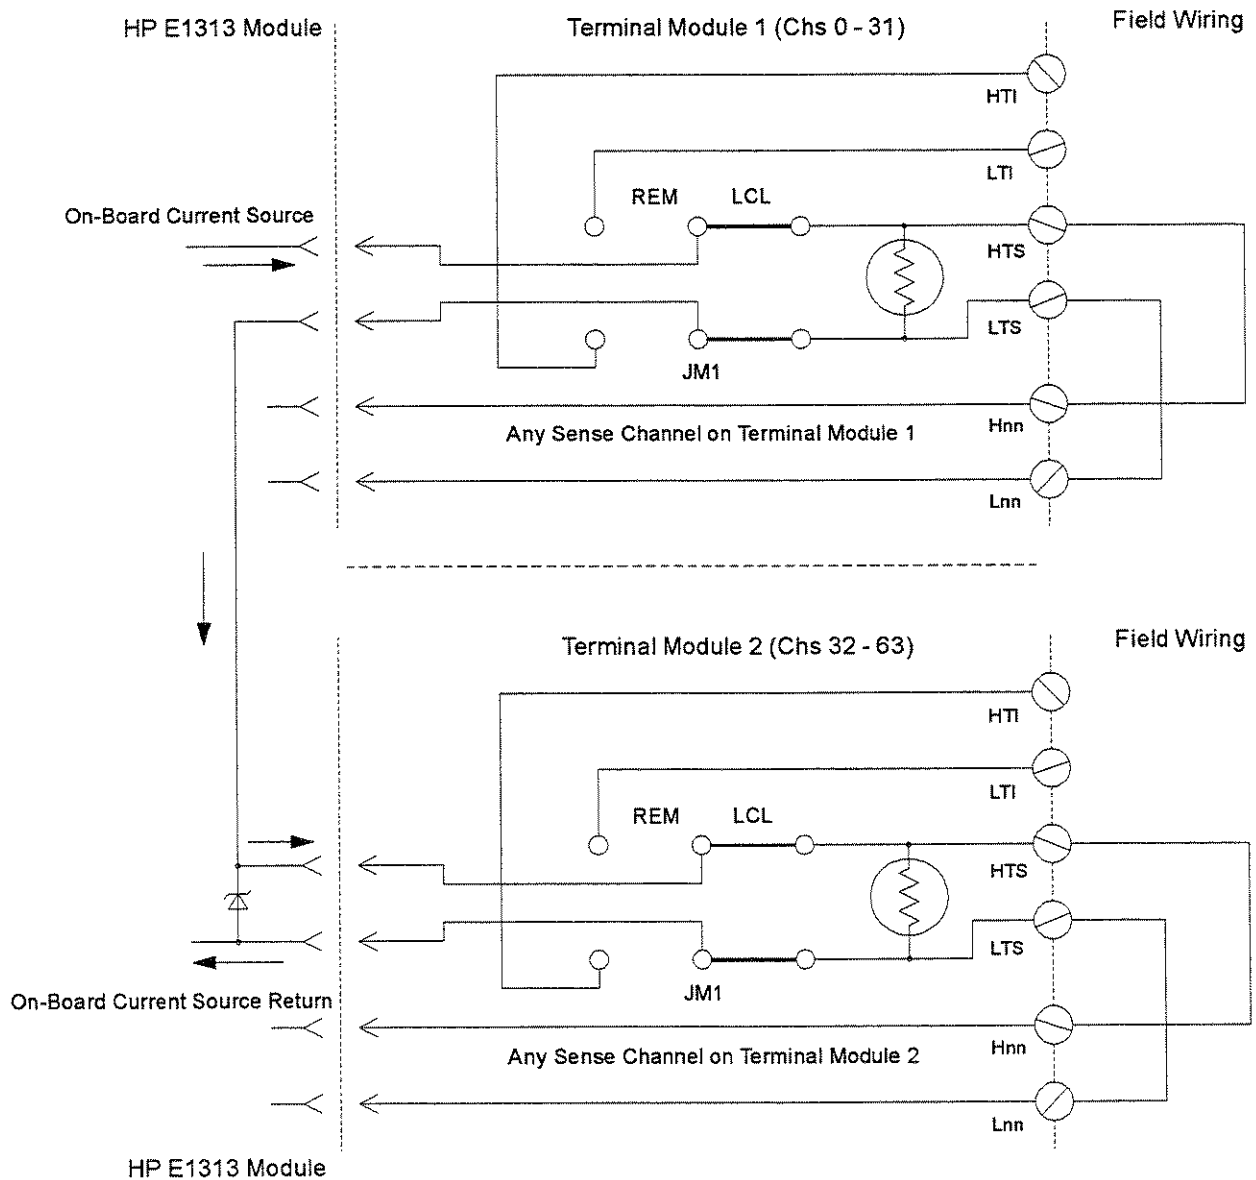 HP E1313 Module
Terminal Module 1 (Chs 0 - 31)
Field Wiring
HTI
LTI
REM
LCL
On-Board Current Source
HTS
LTS
JM1
Hnn
Any Sense Channel on Terminal Module 1
Lnn
Terminal Module 2 (Chs 32 - 63)
Field Wiring
HTI
LTI
REM
LCL
HTS
LTS
JM1
On-Board Current Source Return
Hnn
Any Sense Channel on Terminal Module 2
Lnn
HP E1313 Module